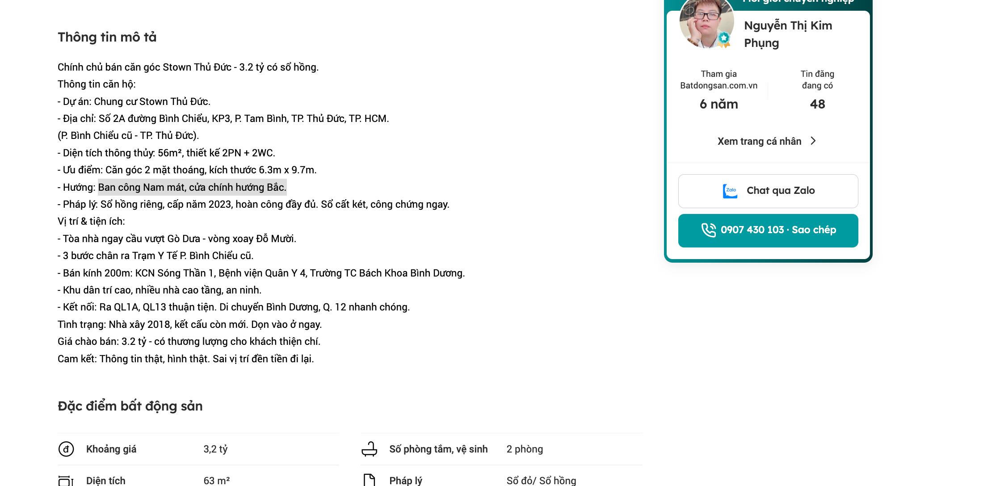 Môi giới chuyên nghiệp
Nguyễn Thị Kim
Phụng
Tham gia
Batdongsan.com.vn
6 năm
Tin đăng
đang có
48
Xem trang cá nhân
Zalo
Chat qua Zalo
0907 430 103 · Sao chép
Thông tin mô tả
Chính chủ bán căn góc Stown Thủ Đức - 3.2 tỷ có sổ hồng.
Thông tin căn hộ:
- Dự án: Chung cư Stown Thủ Đức.
- Địa chỉ: Số 2A đường Bình Chiểu, KP3, P. Tam Bình, TP. Thủ Đức, TP. HCM.
(P. Bình Chiểu cũ - TP. Thủ Đức).
- Diện tích thông thủy: 56m², thiết kế 2PN + 2WC.
- Ưu điểm: Căn góc 2 mặt thoáng, kích thước 6.3m x 9.7m.
- Hướng: Ban công Nam mát, cửa chính hướng Bắc.
- Pháp lý: Sổ hồng riêng, cấp năm 2023, hoàn công đầy đủ. Sổ cất két, công chứng ngay.
Vị trí & tiện ích:
- Tòa nhà ngay cầu vượt Gò Dưa - vòng xoay Đỗ Mười.
- 3 bước chân ra Trạm Y Tế P. Bình Chiểu cũ.
- Bán kính 200m: KCN Sóng Thần 1, Bệnh viện Quân Y 4, Trường TC Bách Khoa Bình Dương.
- Khu dân trí cao, nhiều nhà cao tầng, an ninh.
- Kết nối: Ra QL1A, QL13 thuận tiện. Di chuyển Bình Dương, Q. 12 nhanh chóng.
Tình trạng: Nhà xây 2018, kết cấu còn mới. Dọn vào ở ngay.
Giá chào bán: 3.2 tỷ - có thương lượng cho khách thiện chí.
Cam kết: Thông tin thật, hình thật. Sai vị trí đền tiền đi lại.
Đặc điểm bất động sản
đ Khoảng giá 3,2 tỷ
Số phòng tắm, vệ sinh 2 phòng
Diện tích 63 m²
Pháp lý Sổ đỏ/ Sổ hồng